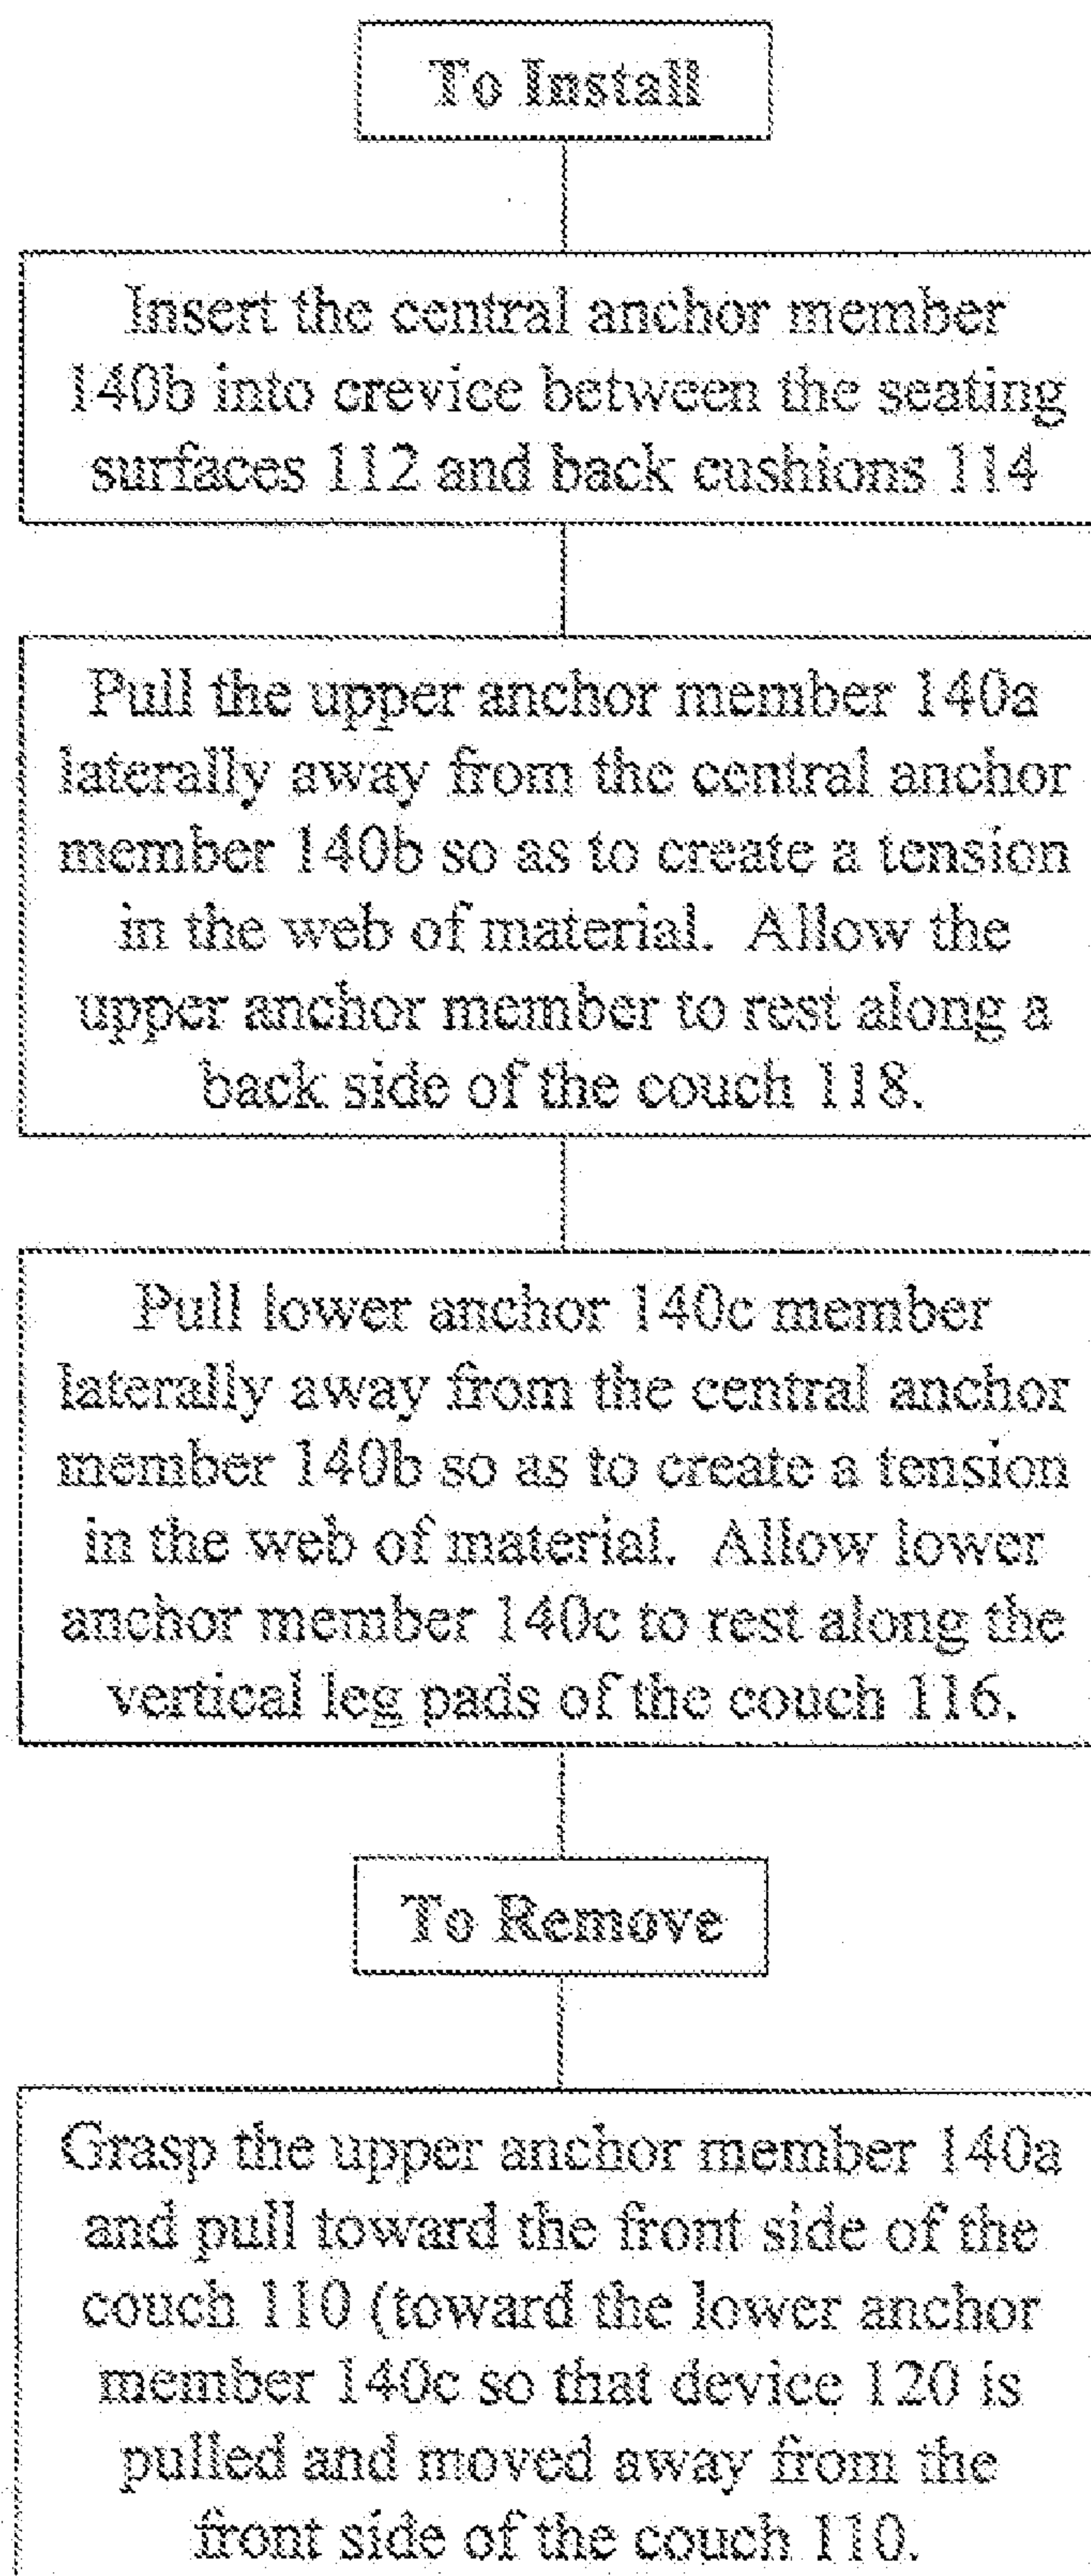 To Install
Insert the central anchor member
140b into crevice between the seating
surfaces 112 and back cushions 114
Pull the upper anchor member 140a
laterally away from the central anchor
member 140b so as to create a tension
in the web of material. Allow the
upper anchor member to rest along a
back side of the couch 118.
Pull lower anchor 140c member
laterally away from the central anchor
member 140b so as to create a tension
in the web of material. Allow lower
anchor member 140c to rest along the
vertical leg pads of the couch 116.
To Remove
Grasp the upper anchor member 140a
and pull toward the front side of the
couch 110 (toward the lower anchor
member 140c so that device 120 is
pulled and moved away from the
front side of the couch 110.